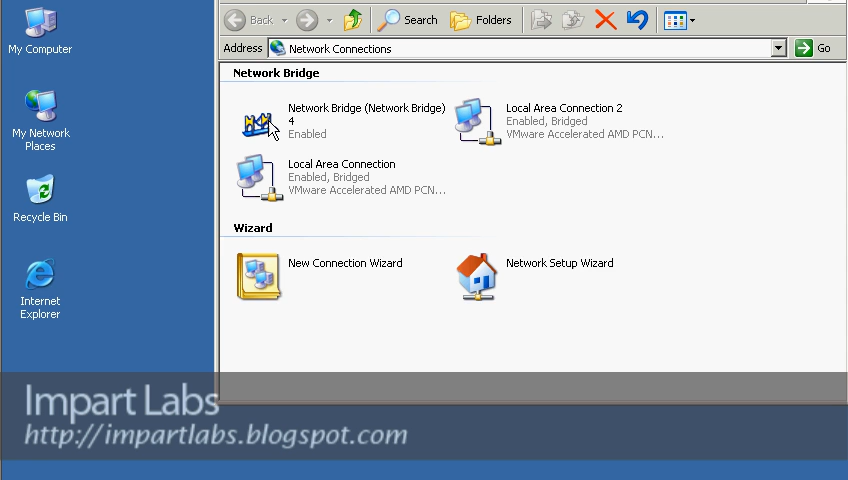 My Computer
My Network
Places
Recycle Bin
Internet
Explorer
Back
Search
Folders
Address
Network Connections
Go
Network Bridge
Network Bridge (Network Bridge)
4
Enabled
Local Area Connection 2
Enabled, Bridged
VMware Accelerated AMD PCN...
Local Area Connection
Enabled, Bridged
VMware Accelerated AMD PCN...
Wizard
New Connection Wizard
Network Setup Wizard
Impart Labs
http://impartlabs.blogspot.com